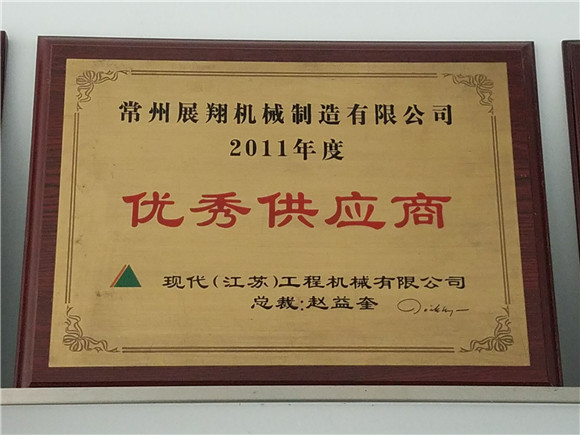 常州展翔机械制造有限公司
2011年度
优秀供应商
现代(江苏)工程机械有限公司
总裁:赵益奎